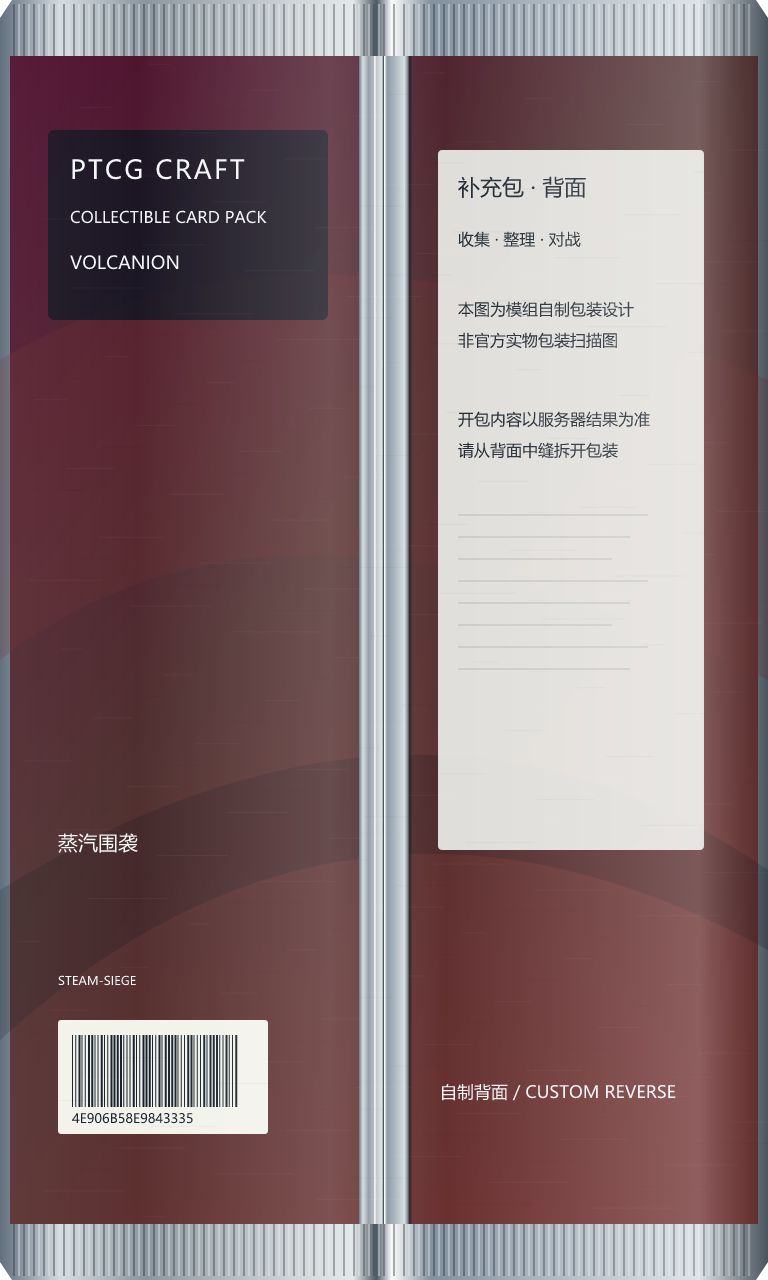 PTCG CRAFT
COLLECTIBLE CARD PACK
VOLCANION
蒸汽围袭
STEAM-SIEGE
4E906B58E9843335
补充包 · 背面
收集 · 整理 · 对战
本图为模组自制包装设计
非官方实物包装扫描图
开包内容以服务器结果为准
请从背面中缝拆开包装
自制背面 / CUSTOM REVERSE